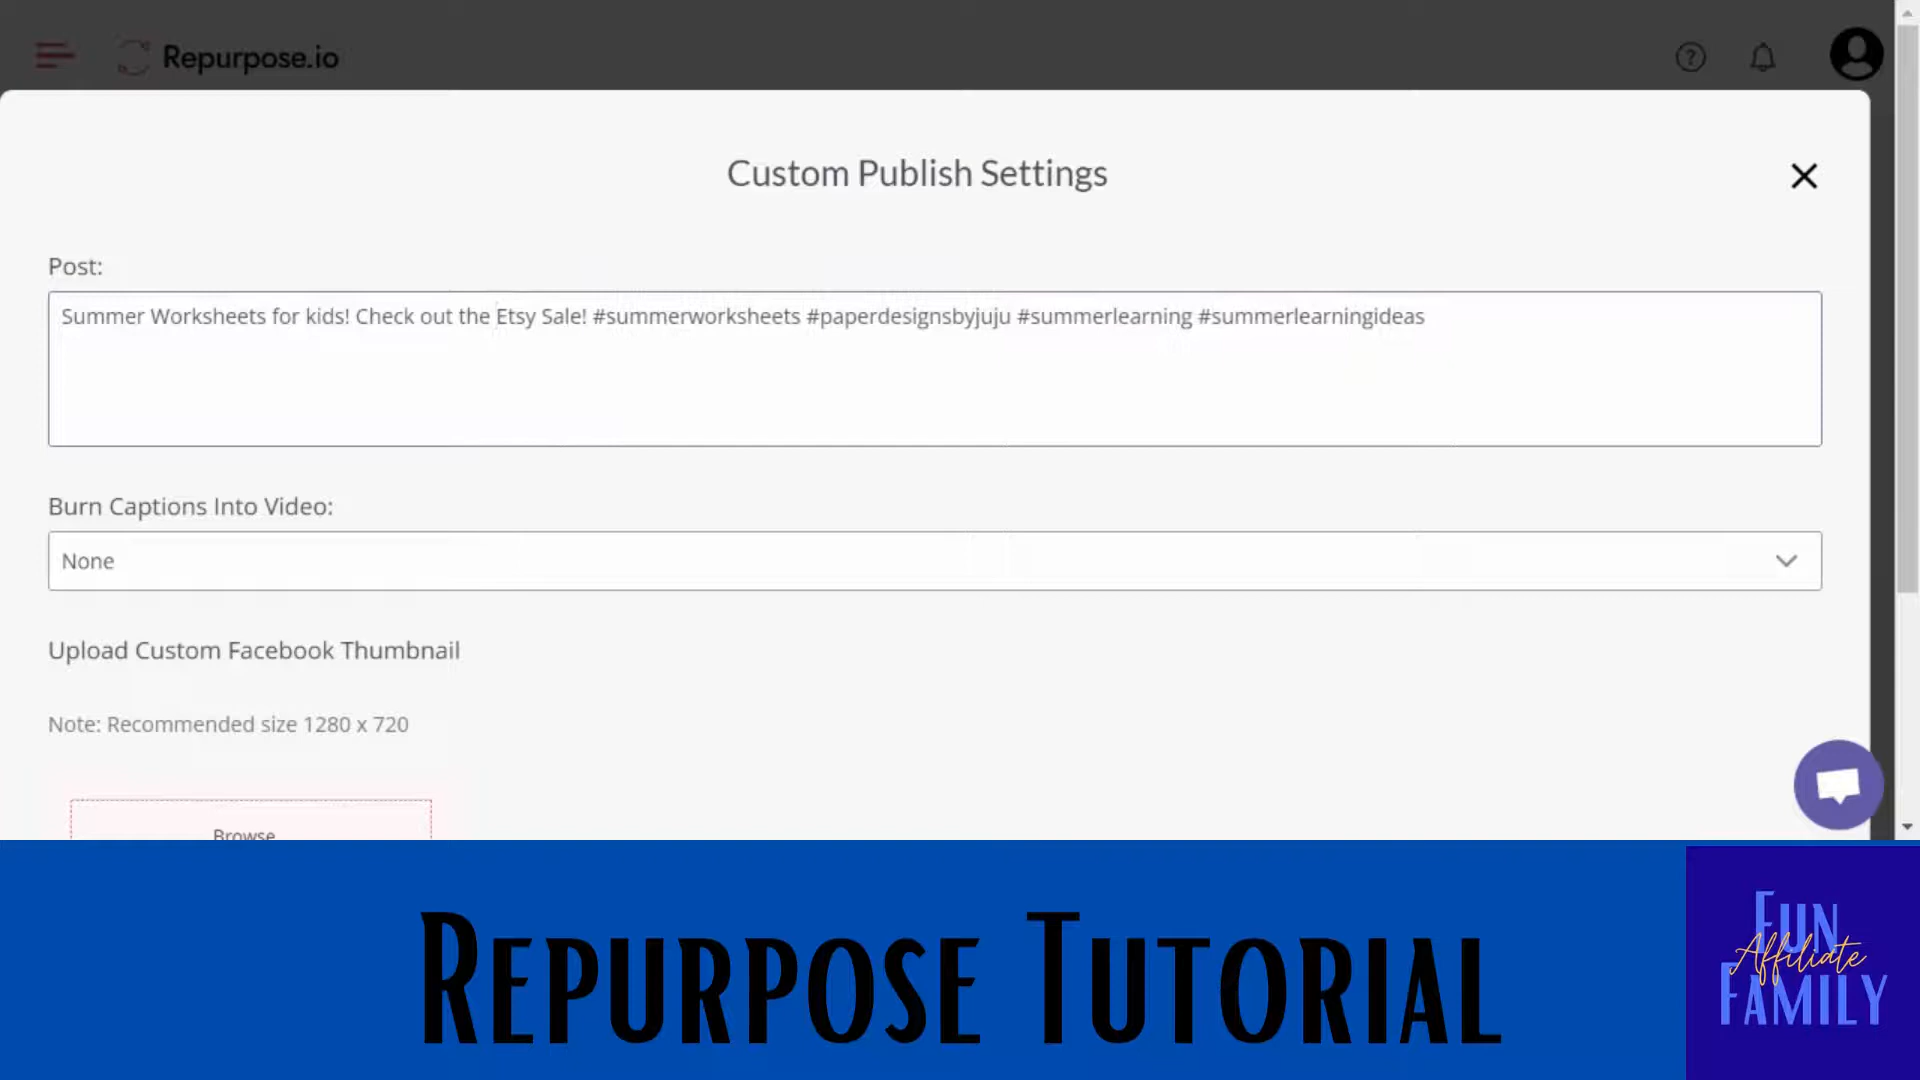 Repurpose.io
Custom Publish Settings
Post:
Summer Worksheets for kids! Check out the Etsy Sale! #summerworksheets #paperdesignsbyjuju #summerlearning #summerlearningideas
Burn Captions Into Video:
None
Upload Custom Facebook Thumbnail
Note: Recommended size 1280 x 720
Browse
REPURPOSE TUTORIAL
FUN
Affiliate
FAMILY